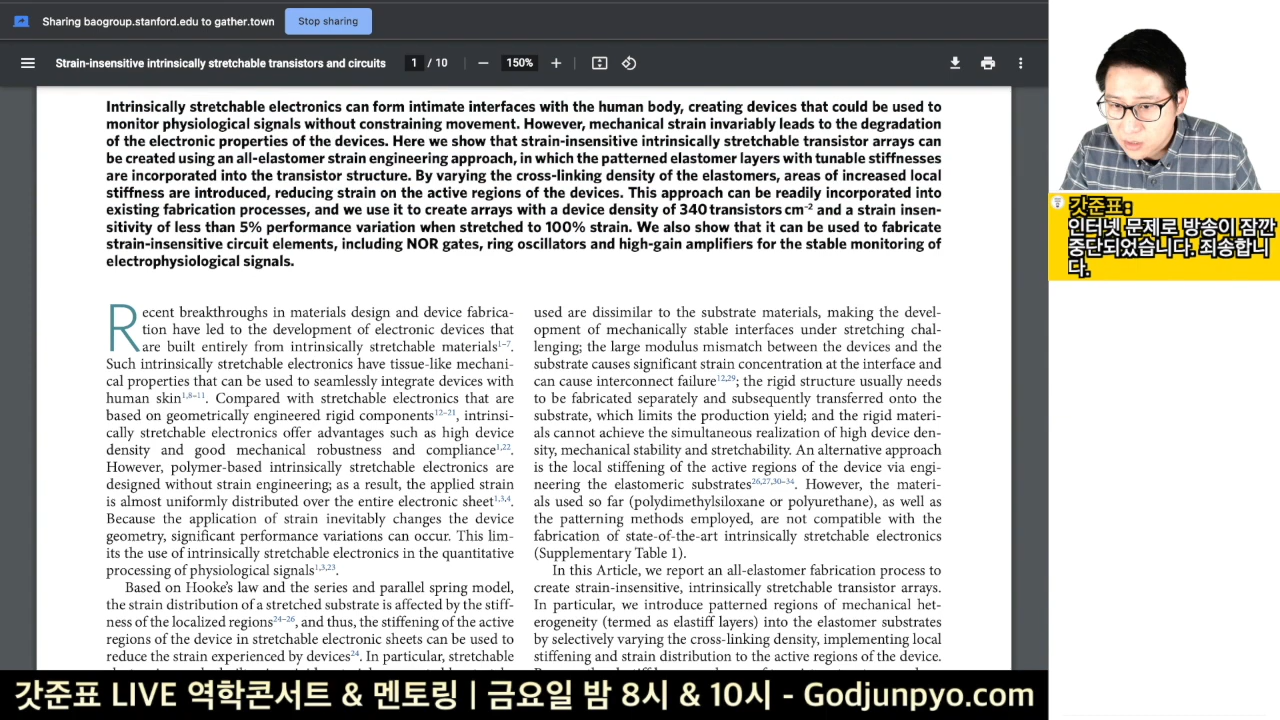 Sharing baogroup.stanford.edu to gather.town
Stop sharing
Strain-insensitive intrinsically stretchable transistors and circuits
1 / 10
150%
Intrinsically stretchable electronics can form intimate interfaces with the human body, creating devices that could be used to
monitor physiological signals without constraining movement. However, mechanical strain invariably leads to the degradation
of the electronic properties of the devices. Here we show that strain-insensitive intrinsically stretchable transistor arrays can
be created using an all-elastomer strain engineering approach, in which the patterned elastomer layers with tunable stiffnesses
are incorporated into the transistor structure. By varying the cross-linking density of the elastomers, areas of increased local
stiffness are introduced, reducing strain on the active regions of the devices. This approach can be readily incorporated into
existing fabrication processes, and we use it to create arrays with a device density of 340 transistors cm⁻² and a strain insen-
sitivity of less than 5% performance variation when stretched to 100% strain. We also show that it can be used to fabricate
strain-insensitive circuit elements, including NOR gates, ring oscillators and high-gain amplifiers for the stable monitoring of
electrophysiological signals.
Recent breakthroughs in materials design and device fabrica-
tion have led to the development of electronic devices that
are built entirely from intrinsically stretchable materials¹⁻⁷.
Such intrinsically stretchable electronics have tissue-like mechani-
cal properties that can be used to seamlessly integrate devices with
human skin¹,⁸⁻¹¹. Compared with stretchable electronics that are
based on geometrically engineered rigid components¹²⁻²¹, intrinsi-
cally stretchable electronics offer advantages such as high device
density and good mechanical robustness and compliance¹,²².
However, polymer-based intrinsically stretchable electronics are
designed without strain engineering; as a result, the applied strain
is almost uniformly distributed over the entire electronic sheet¹,³,⁴.
Because the application of strain inevitably changes the device
geometry, significant performance variations can occur. This lim-
its the use of intrinsically stretchable electronics in the quantitative
processing of physiological signals¹,³,²³.
Based on Hooke's law and the series and parallel spring model,
the strain distribution of a stretched substrate is affected by the stiff-
ness of the localized regions²⁴⁻²⁶, and thus, the stiffening of the active
regions of the device in stretchable electronic sheets can be used to
reduce the strain experienced by devices²⁴. In particular, stretchable
used are dissimilar to the substrate materials, making the devel-
opment of mechanically stable interfaces under stretching chal-
lenging; the large modulus mismatch between the devices and the
substrate causes significant strain concentration at the interface and
can cause interconnect failure¹²,²⁹; the rigid structure usually needs
to be fabricated separately and subsequently transferred onto the
substrate, which limits the production yield; and the rigid materi-
als cannot achieve the simultaneous realization of high device den-
sity, mechanical stability and stretchability. An alternative approach
is the local stiffening of the active regions of the device via engi-
neering the elastomeric substrates²⁶,²⁷,³⁰⁻³⁴. However, the materi-
als used so far (polydimethylsiloxane or polyurethane), as well as
the patterning methods employed, are not compatible with the
fabrication of state-of-the-art intrinsically stretchable electronics
(Supplementary Table 1).
In this Article, we report an all-elastomer fabrication process to
create strain-insensitive, intrinsically stretchable transistor arrays.
In particular, we introduce patterned regions of mechanical het-
erogeneity (termed as elastiff layers) into the elastomer substrates
by selectively varying the cross-linking density, implementing local
stiffening and strain distribution to the active regions of the device.
갓준표:
인터넷 문제로 방송이 잠깐
중단되었습니다. 죄송합니
다.
갓준표 LIVE 역학콘서트 & 멘토링 | 금요일 밤 8시 & 10시 - Godjunpyo.com